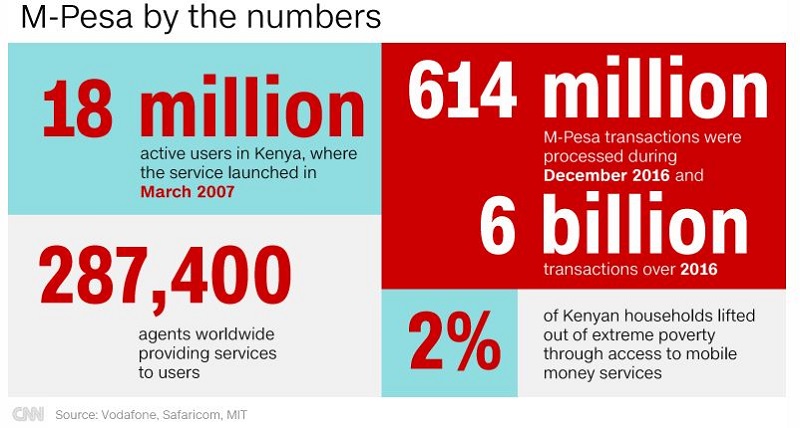 M-Pesa by the numbers
18 million
active users in Kenya, where
the service launched in
March 2007
614 million
M-Pesa transactions were
processed during
December 2016 and
6 billion
transactions over 2016
287,400
agents worldwide
providing services
to users
2%
of Kenyan households lifted
out of extreme poverty
through access to mobile
money services
CNN Source: Vodafone, Safaricom, MIT